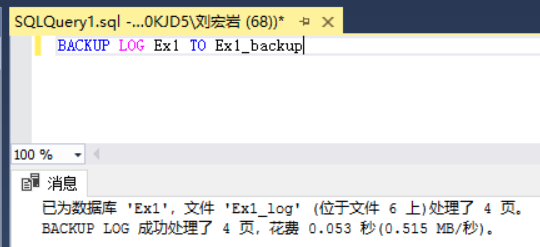 SQLQuery1.sql -...0KJD5\刘宏岩 (68))*
BACKUP LOG Ex1 TO Ex1_backup
100 %
消息
已为数据库 'Ex1'，文件 'Ex1_log' (位于文件 6 上)处理了 4 页。
BACKUP LOG 成功处理了 4 页，花费 0.053 秒(0.515 MB/秒)。